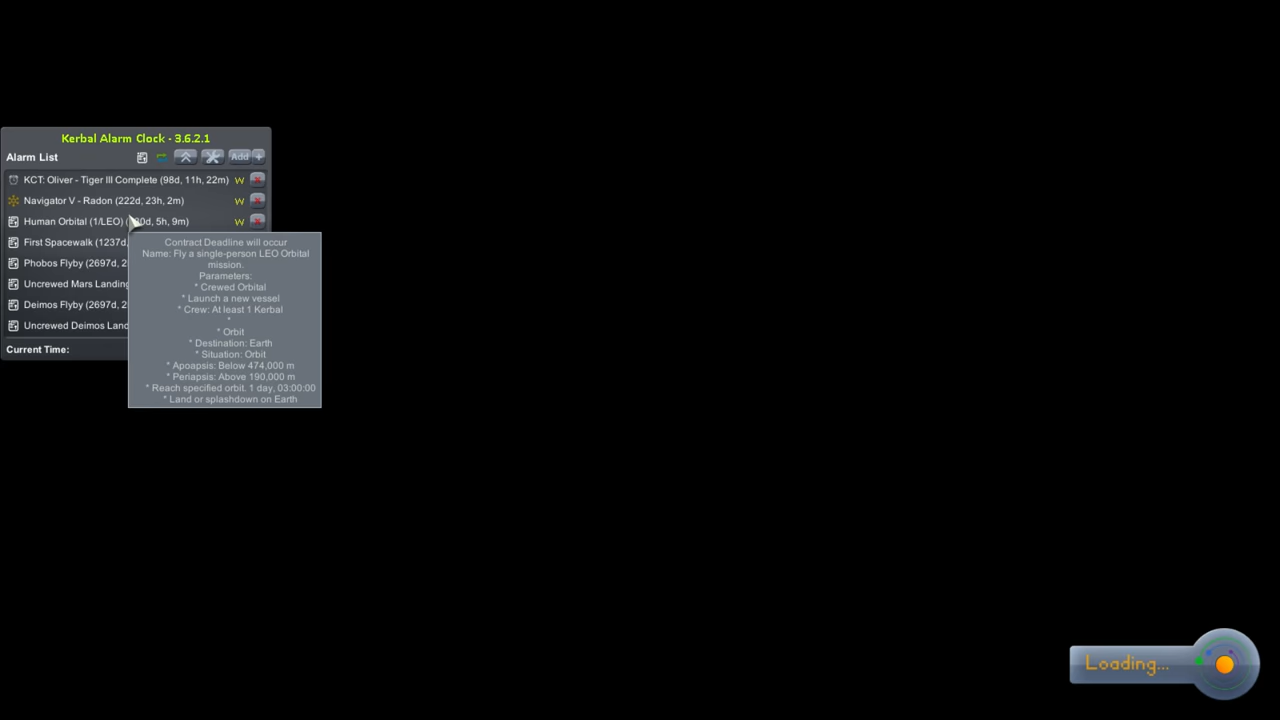 Kerbal Alarm Clock - 3.6.2.1
Alarm List
Add +
KCT: Oliver - Tiger III Complete (98d, 11h, 22m) W
Navigator V - Radon (222d, 23h, 2m) W
Human Orbital (1/LEO) ( 0d, 5h, 9m) W
First Spacewalk (1237d,
Phobos Flyby (2697d, 2
Uncrewed Mars Landing
Deimos Flyby (2697d, 2
Uncrewed Deimos Land
Current Time:
Contract Deadline will occur
Name: Fly a single-person LEO Orbital
mission.
Parameters:
* Crewed Orbital
* Launch a new vessel
* Crew: At least 1 Kerbal
*
* Orbit
* Destination: Earth
* Situation: Orbit
* Apoapsis: Below 474,000 m
* Periapsis: Above 190,000 m
* Reach specified orbit. 1 day, 03:00:00
* Land or splashdown on Earth
Loading...